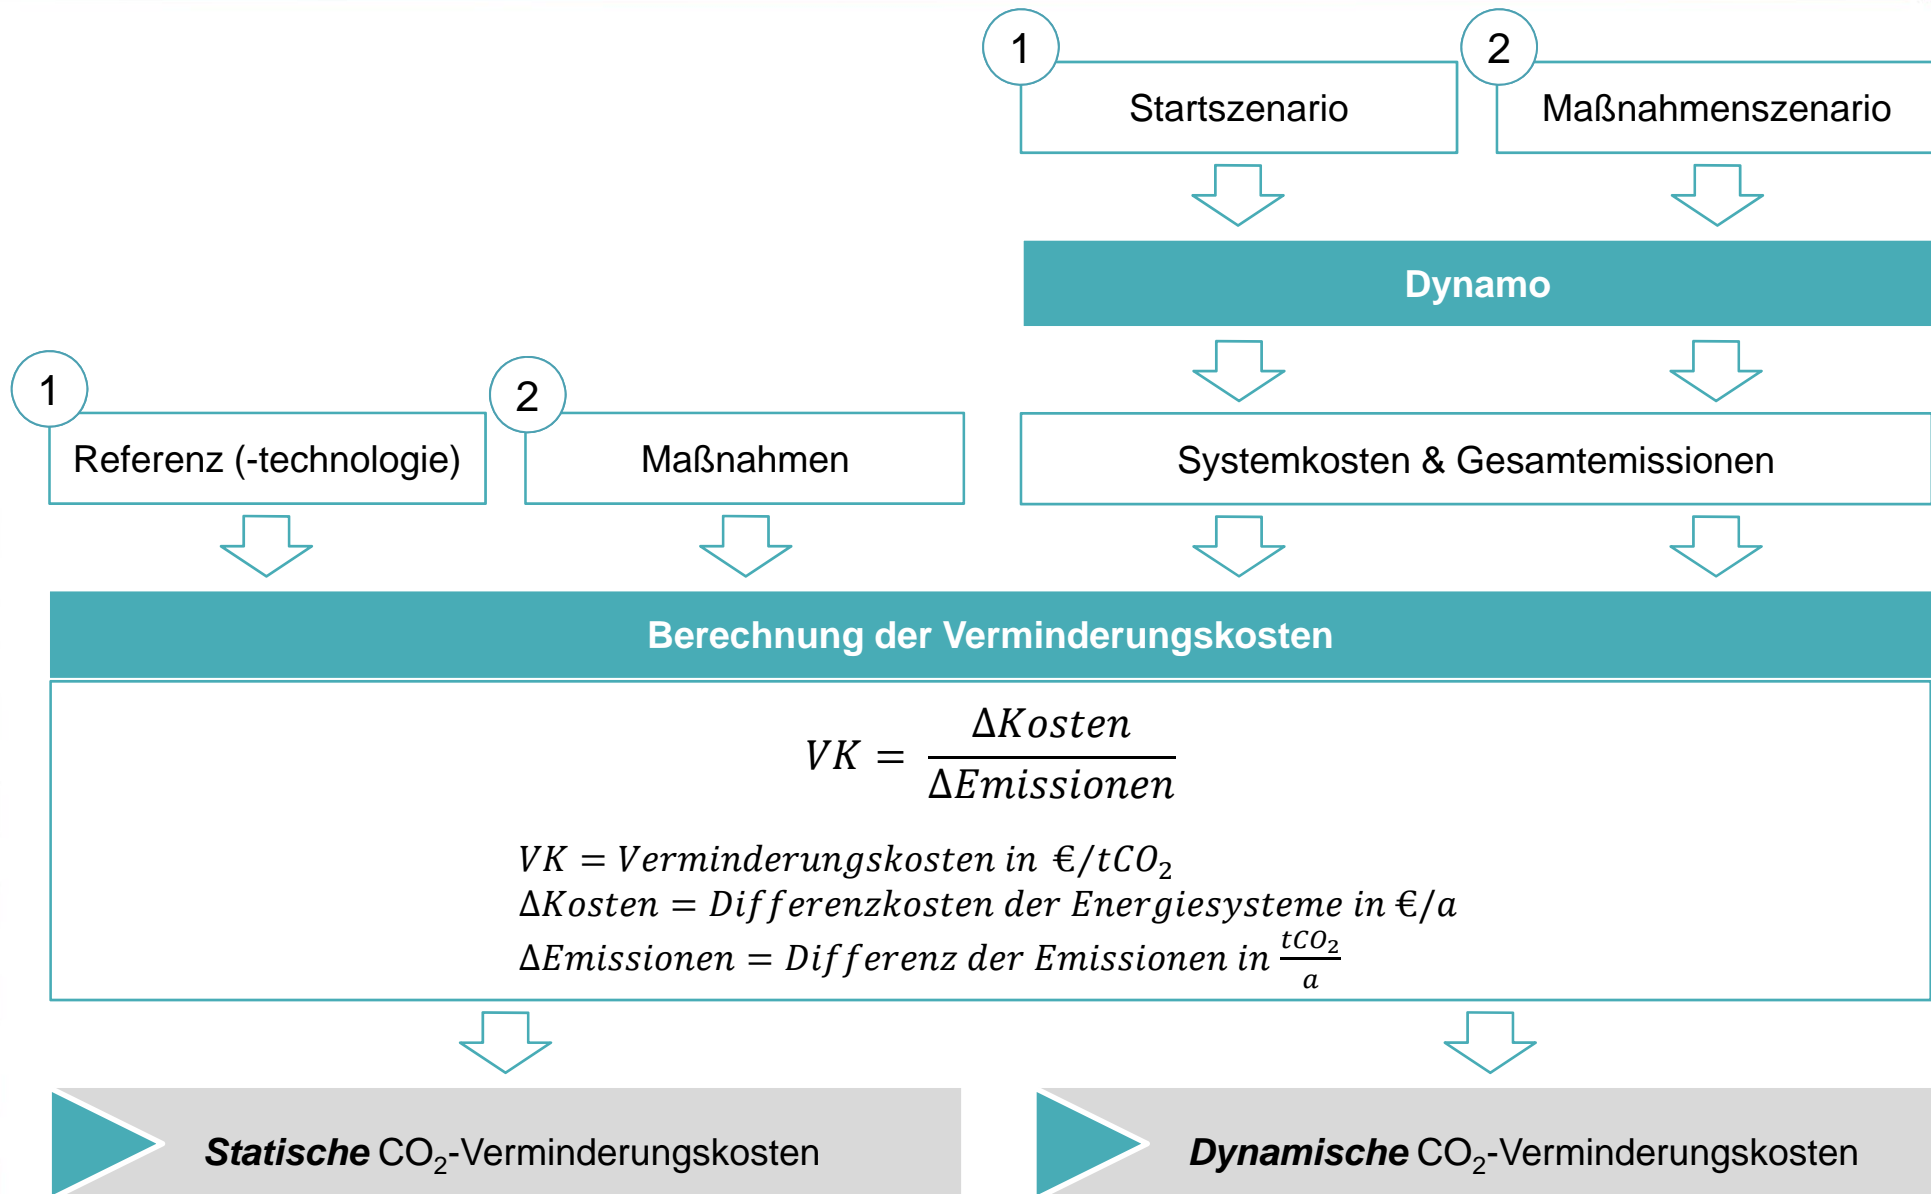 1
Startszenario
2
Maßnahmenszenario
Dynamo
1
Referenz (-technologie)
2
Maßnahmen
Systemkosten & Gesamtemissionen
Berechnung der Verminderungskosten
VK = ΔKosten / ΔEmissionen
VK = Verminderungskosten in €/tCO₂
ΔKosten = Differenzkosten der Energiesysteme in €/a
ΔEmissionen = Differenz der Emissionen in tCO₂/a
Statische CO₂-Verminderungskosten
Dynamische CO₂-Verminderungskosten